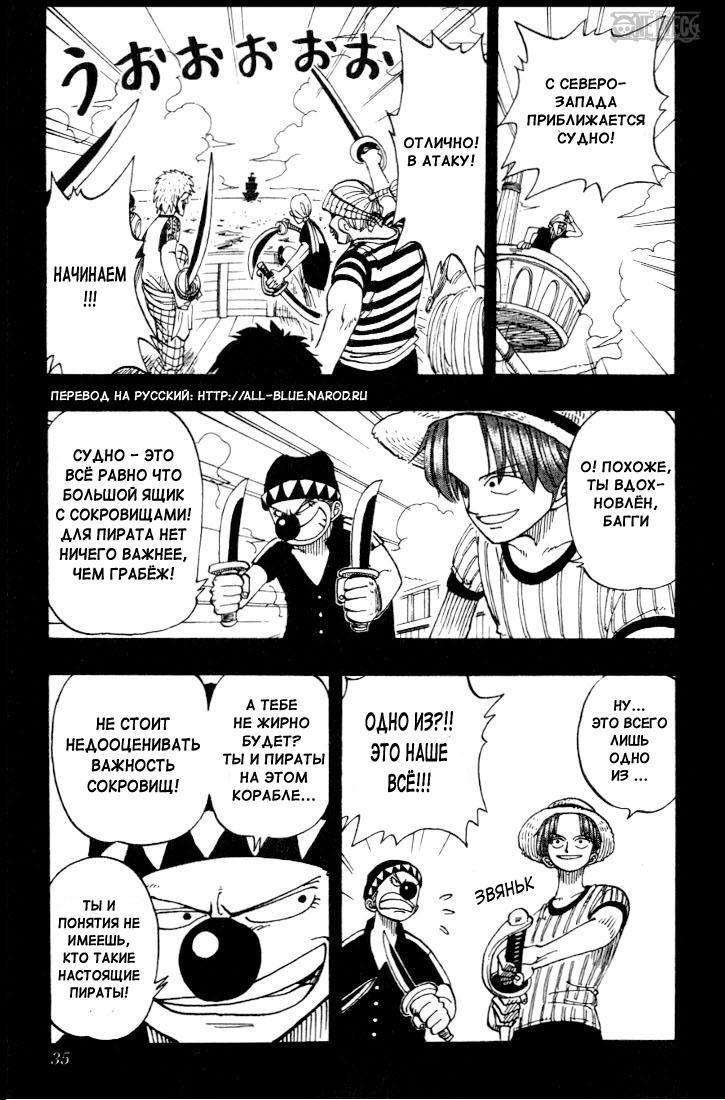 С СЕВЕРО-
ЗАПАДА
ПРИБЛИЖАЕТСЯ
СУДНО!
うおおおおお
ОТЛИЧНО!
В АТАКУ!
НАЧИНАЕМ
!!!
ПЕРЕВОД НА РУССКИЙ: HTTP://ALL-BLUE.NAROD.RU
О! ПОХОЖЕ,
ТЫ ВДОХ-
НОВЛЁН,
БАГГИ
СУДНО - ЭТО
ВСЁ РАВНО ЧТО
БОЛЬШОЙ ЯЩИК
С СОКРОВИЩАМИ!
ДЛЯ ПИРАТА НЕТ
НИЧЕГО ВАЖНЕЕ,
ЧЕМ ГРАБЁЖ!
НУ...
ЭТО ВСЕГО
ЛИШЬ
ОДНО
ИЗ ...
ОДНО ИЗ?!!
ЭТО НАШЕ
ВСЁ!!!
ЗВЯНЬК
А ТЕБЕ
НЕ ЖИРНО
БУДЕТ?
ТЫ И ПИРАТЫ
НА ЭТОМ
КОРАБЛЕ...
НЕ СТОИТ
НЕДООЦЕНИВАТЬ
ВАЖНОСТЬ
СОКРОВИЩ!
ТЫ И
ПОНЯТИЯ НЕ
ИМЕЕШЬ,
КТО ТАКИЕ
НАСТОЯЩИЕ
ПИРАТЫ!
35